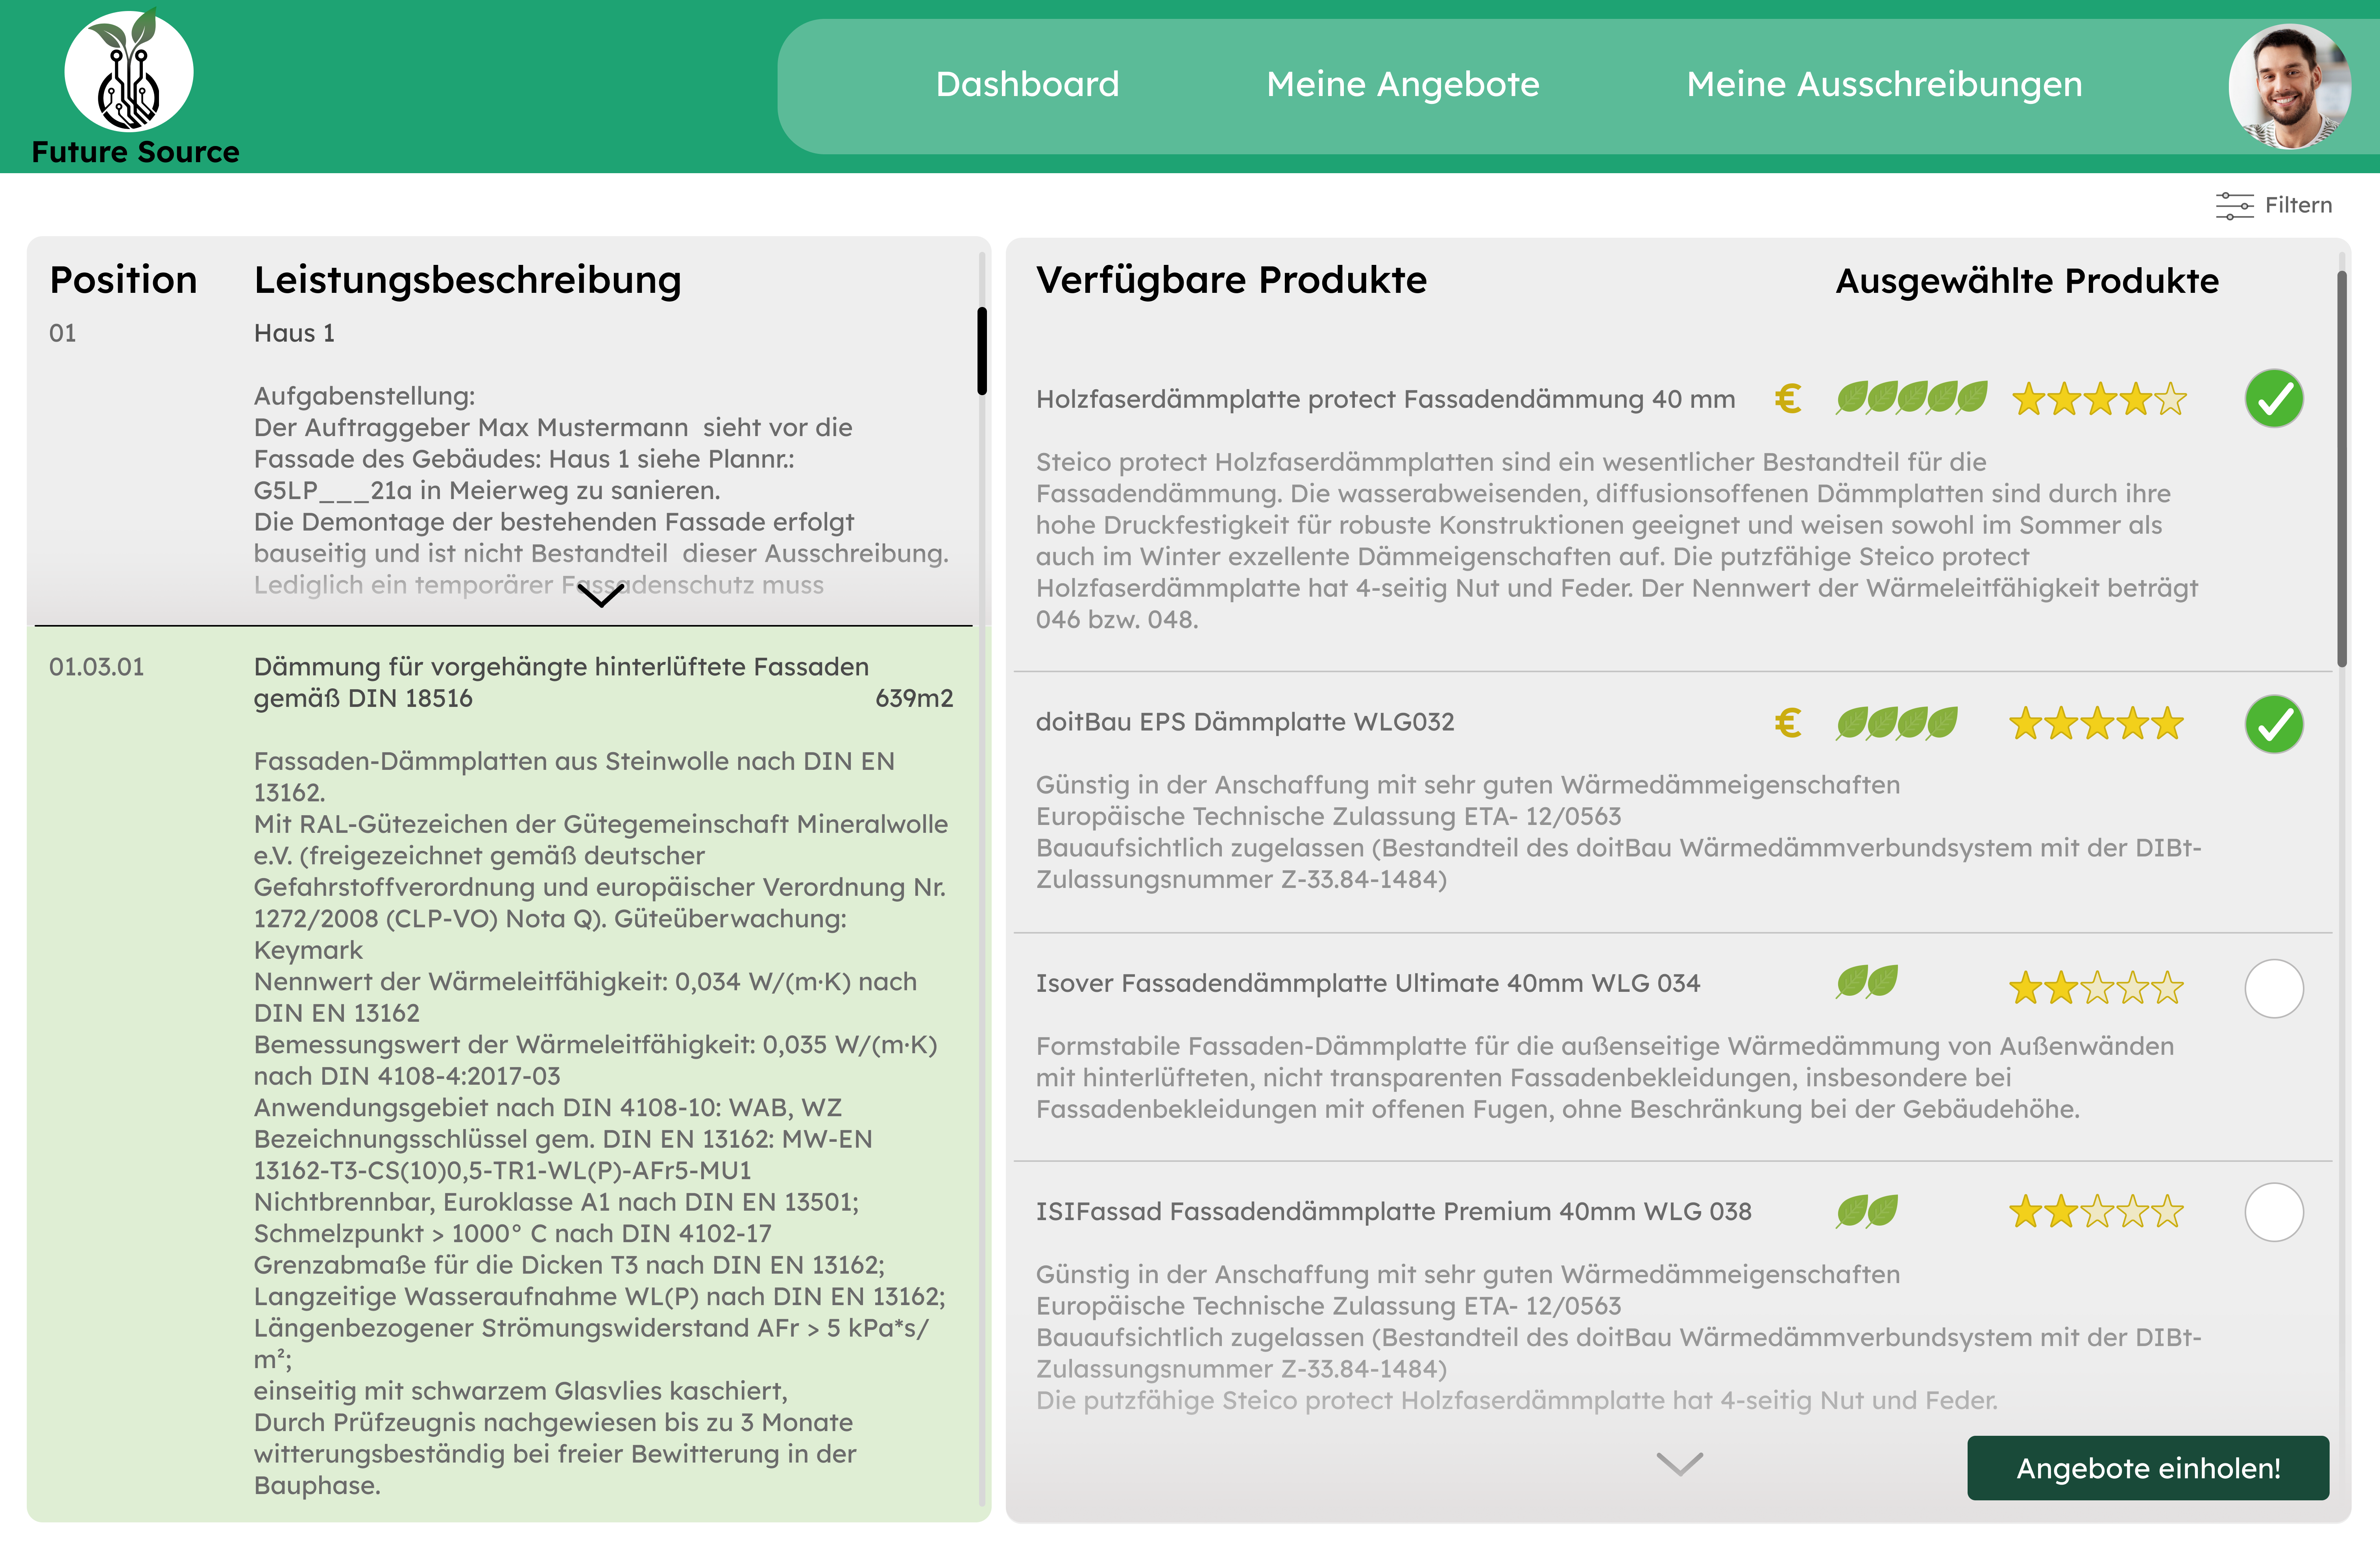 Future Source
Dashboard
Meine Angebote
Meine Ausschreibungen
Filtern
Position
Leistungsbeschreibung
01
Haus 1
Aufgabenstellung:
Der Auftraggeber Max Mustermann  sieht vor die
Fassade des Gebäudes: Haus 1 siehe Plannr.:
G5LP___21a in Meierweg zu sanieren.
Die Demontage der bestehenden Fassade erfolgt
bauseitig und ist nicht Bestandteil  dieser Ausschreibung.
Lediglich ein temporärer Fassadenschutz muss
01.03.01
Dämmung für vorgehängte hinterlüftete Fassaden
gemäß DIN 18516
639m2
Fassaden-Dämmplatten aus Steinwolle nach DIN EN
13162.
Mit RAL-Gütezeichen der Gütegemeinschaft Mineralwolle
e.V. (freigezeichnet gemäß deutscher
Gefahrstoffverordnung und europäischer Verordnung Nr.
1272/2008 (CLP-VO) Nota Q). Güteüberwachung:
Keymark
Nennwert der Wärmeleitfähigkeit: 0,034 W/(m·K) nach
DIN EN 13162
Bemessungswert der Wärmeleitfähigkeit: 0,035 W/(m·K)
nach DIN 4108-4:2017-03
Anwendungsgebiet nach DIN 4108-10: WAB, WZ
Bezeichnungsschlüssel gem. DIN EN 13162: MW-EN
13162-T3-CS(10)0,5-TR1-WL(P)-AFr5-MU1
Nichtbrennbar, Euroklasse A1 nach DIN EN 13501;
Schmelzpunkt > 1000° C nach DIN 4102-17
Grenzabmaße für die Dicken T3 nach DIN EN 13162;
Langzeitige Wasseraufnahme WL(P) nach DIN EN 13162;
Längenbezogener Strömungswiderstand AFr > 5 kPa*s/
m²;
einseitig mit schwarzem Glasvlies kaschiert,
Durch Prüfzeugnis nachgewiesen bis zu 3 Monate
witterungsbeständig bei freier Bewitterung in der
Bauphase.
Verfügbare Produkte
Ausgewählte Produkte
Holzfaserdämmplatte protect Fassadendämmung 40 mm
€
Steico protect Holzfaserdämmplatten sind ein wesentlicher Bestandteil für die
Fassadendämmung. Die wasserabweisenden, diffusionsoffenen Dämmplatten sind durch ihre
hohe Druckfestigkeit für robuste Konstruktionen geeignet und weisen sowohl im Sommer als
auch im Winter exzellente Dämmeigenschaften auf. Die putzfähige Steico protect
Holzfaserdämmplatte hat 4-seitig Nut und Feder. Der Nennwert der Wärmeleitfähigkeit beträgt
046 bzw. 048.
doitBau EPS Dämmplatte WLG032
€
Günstig in der Anschaffung mit sehr guten Wärmedämmeigenschaften
Europäische Technische Zulassung ETA- 12/0563
Bauaufsichtlich zugelassen (Bestandteil des doitBau Wärmedämmverbundsystem mit der DIBt-
Zulassungsnummer Z-33.84-1484)
Isover Fassadendämmplatte Ultimate 40mm WLG 034
Formstabile Fassaden-Dämmplatte für die außenseitige Wärmedämmung von Außenwänden
mit hinterlüfteten, nicht transparenten Fassadenbekleidungen, insbesondere bei
Fassadenbekleidungen mit offenen Fugen, ohne Beschränkung bei der Gebäudehöhe.
ISIFassad Fassadendämmplatte Premium 40mm WLG 038
Günstig in der Anschaffung mit sehr guten Wärmedämmeigenschaften
Europäische Technische Zulassung ETA- 12/0563
Bauaufsichtlich zugelassen (Bestandteil des doitBau Wärmedämmverbundsystem mit der DIBt-
Zulassungsnummer Z-33.84-1484)
Die putzfähige Steico protect Holzfaserdämmplatte hat 4-seitig Nut und Feder.
Angebote einholen!